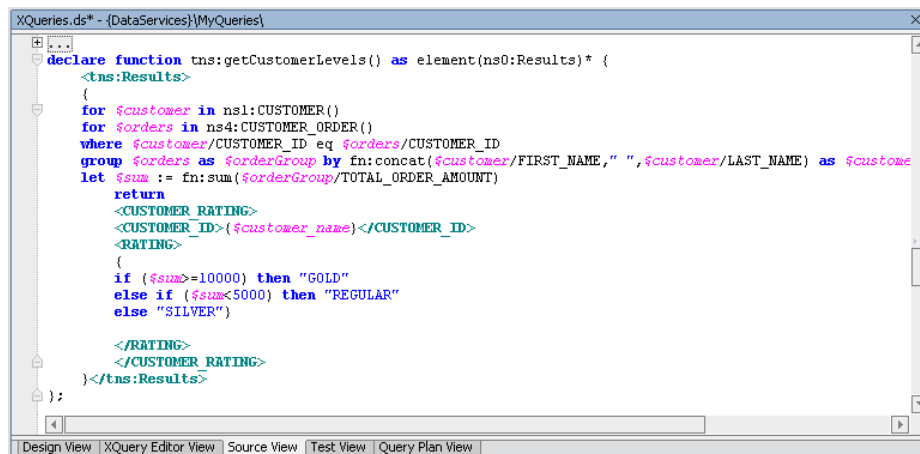 XQueries.ds* - {DataServices}\MyQueries\
...
declare function tns:getCustomerLevels() as element(ns0:Results)* {
<tns:Results>
{
for $customer in ns1:CUSTOMER()
for $orders in ns4:CUSTOMER_ORDER()
where $customer/CUSTOMER_ID eq $orders/CUSTOMER_ID
group $orders as $orderGroup by fn:concat($customer/FIRST_NAME," ",$customer/LAST_NAME) as $custome
let $sum := fn:sum($orderGroup/TOTAL_ORDER_AMOUNT)
return
<CUSTOMER_RATING>
<CUSTOMER_ID>{$customer_name}</CUSTOMER_ID>
<RATING>
{
if ($sum>=10000) then "GOLD"
else if ($sum<5000) then "REGULAR"
else "SILVER"}
</RATING>
</CUSTOMER_RATING>
}</tns:Results>
};
Design View XQuery Editor View Source View Test View Query Plan View